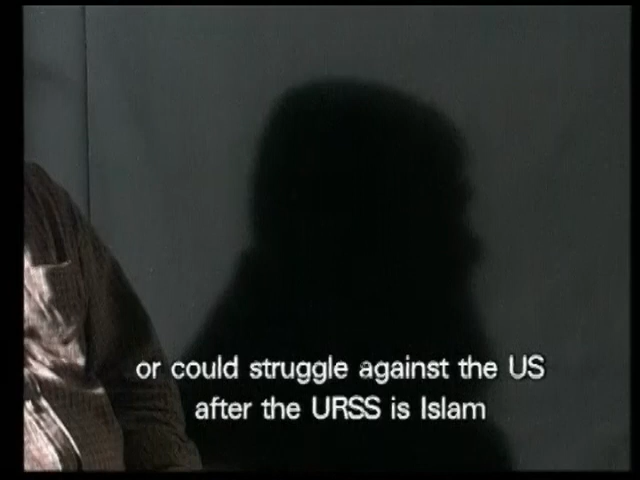 or could struggle against the US
after the URSS is Islam